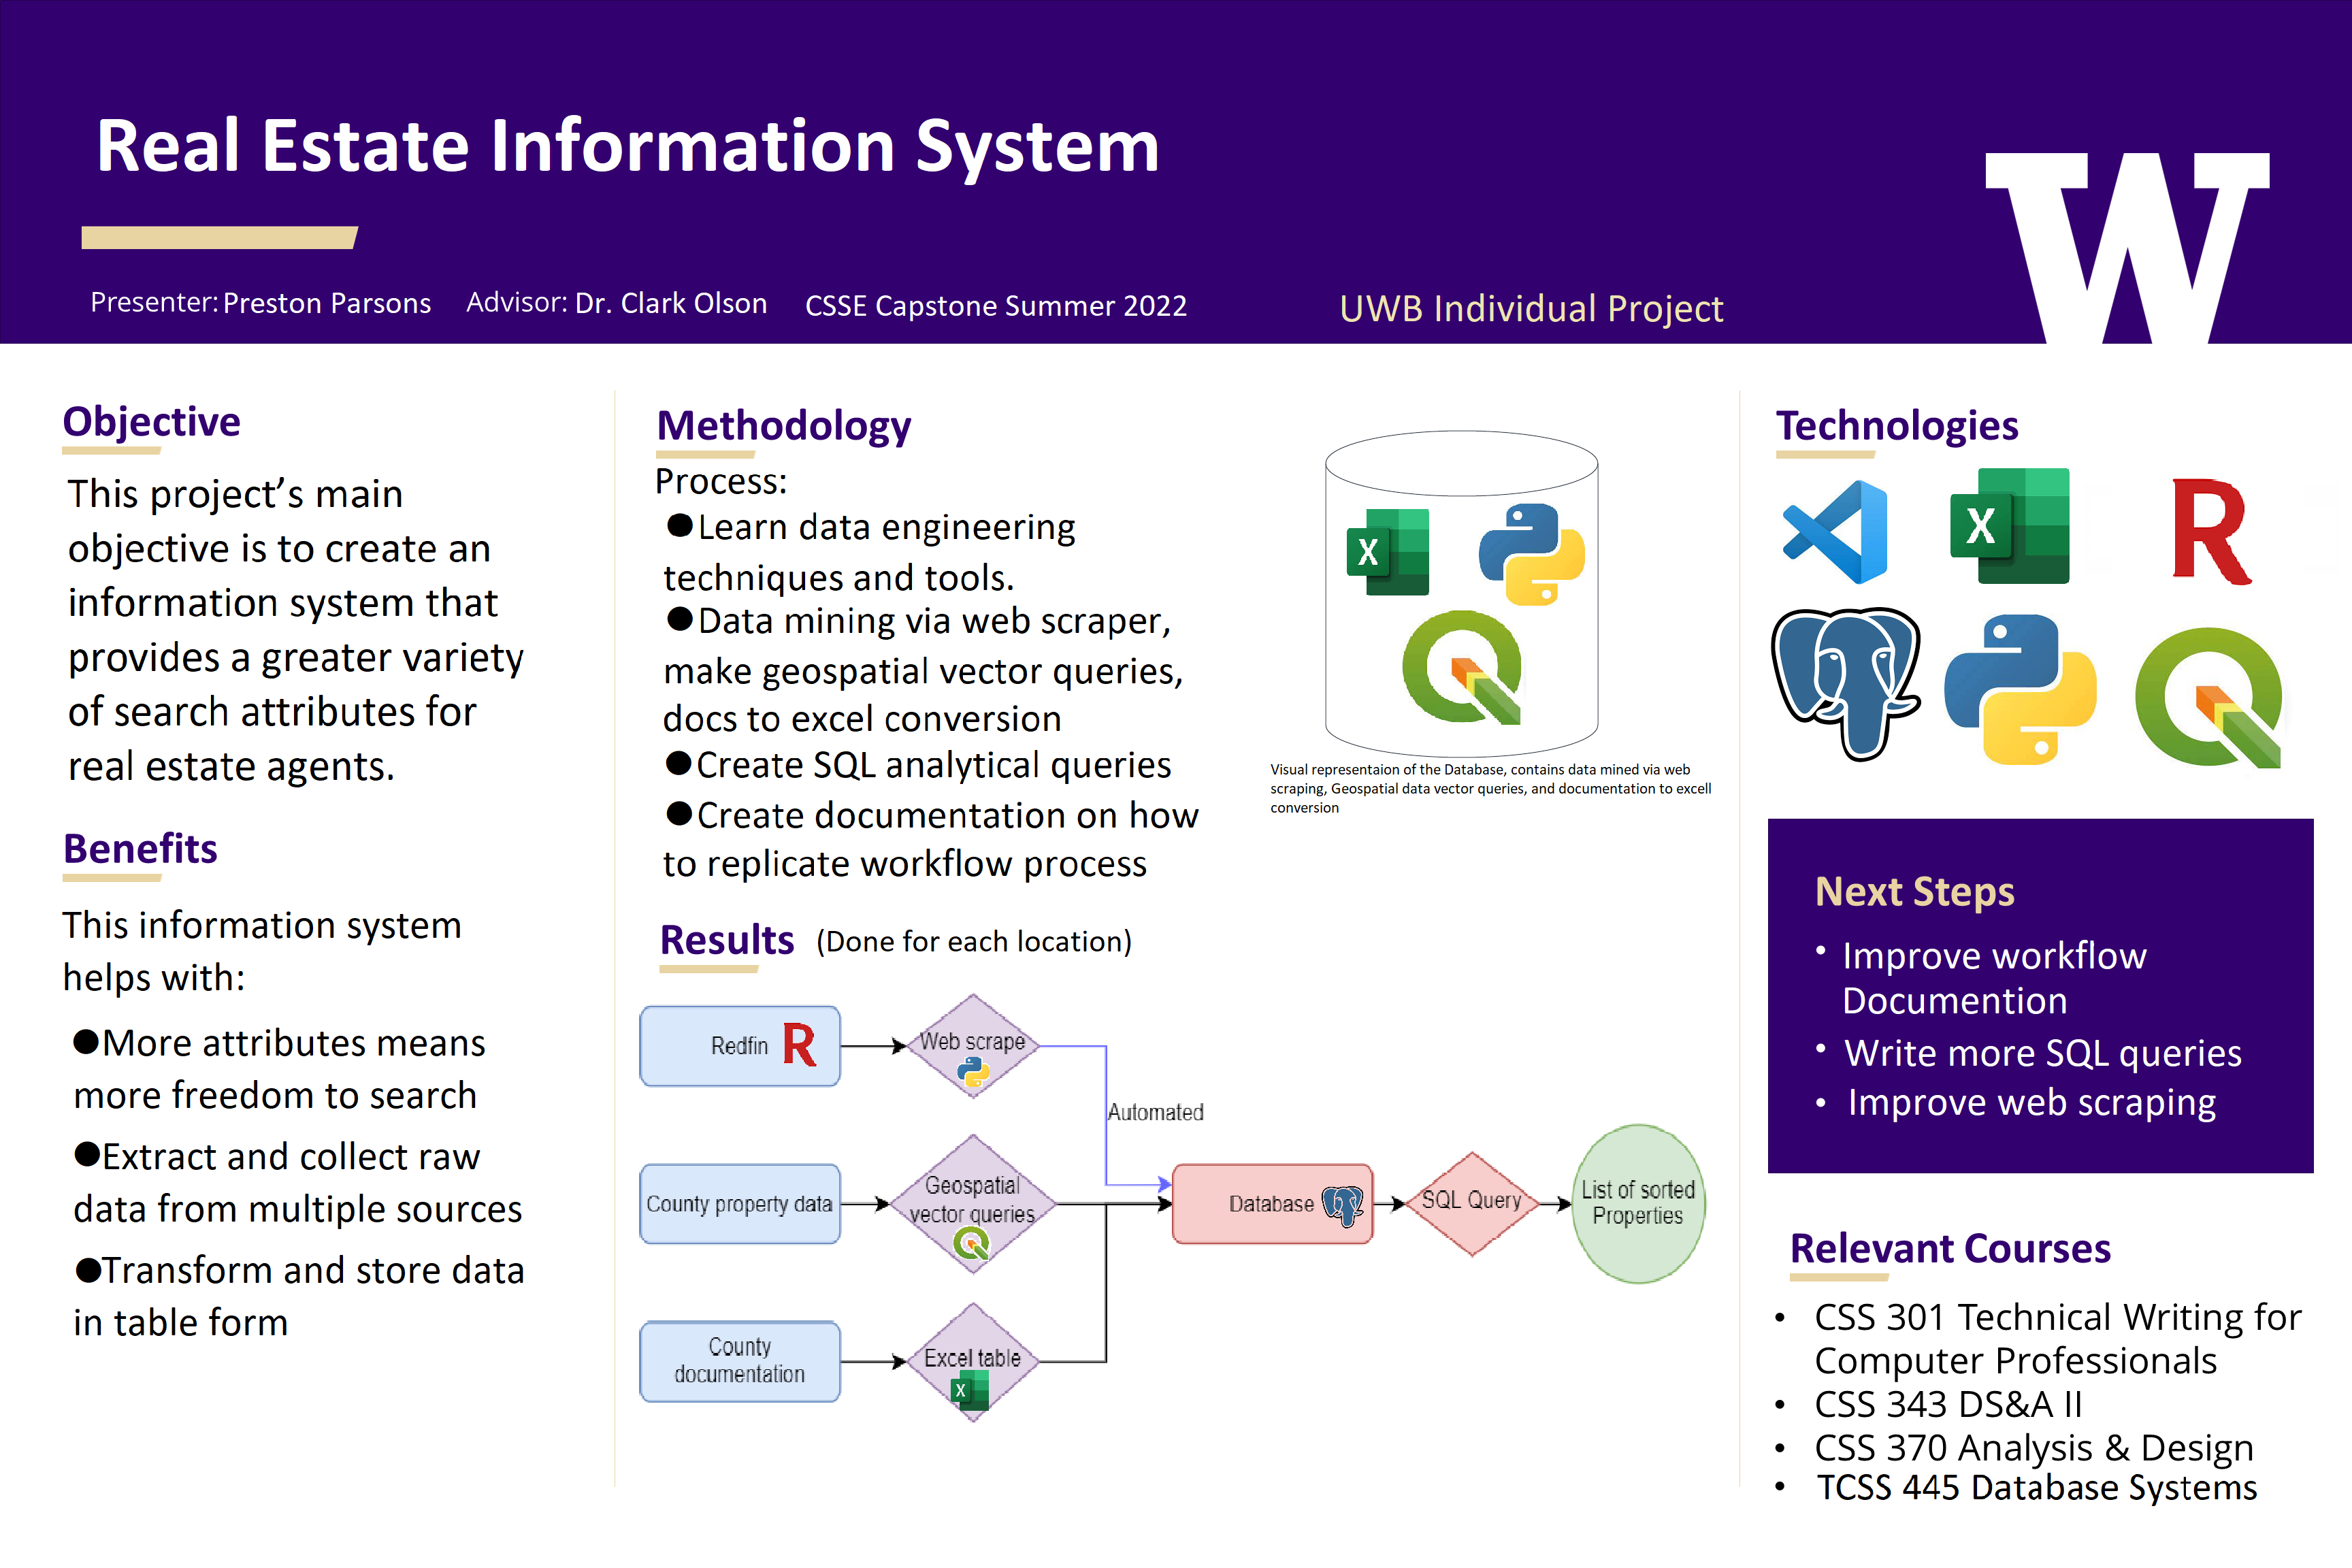 Real Estate Information System
Presenter: Preston Parsons Advisor: Dr. Clark Olson CSSE Capstone Summer 2022 UWB Individual Project
W
Objective
This project’s main
objective is to create an
information system that
provides a greater variety
of search attributes for
real estate agents.
Benefits
This information system
helps with:
●More attributes means
more freedom to search
●Extract and collect raw
data from multiple sources
●Transform and store data
in table form
Methodology
Process:
●Learn data engineering
techniques and tools.
●Data mining via web scraper,
make geospatial vector queries,
docs to excel conversion
●Create SQL analytical queries
●Create documentation on how
to replicate workflow process
X
Visual representaion of the Database, contains data mined via web
scraping, Geospatial data vector queries, and documentation to excell
conversion
Results (Done for each location)
Redfin R
Web scrape
Automated
County property data
Geospatial
vector queries
Database
SQL Query
List of sorted
Properties
County
documentation
Excel table
X
Technologies
X
R
Next Steps
• Improve workflow
Documention
• Write more SQL queries
• Improve web scraping
Relevant Courses
• CSS 301 Technical Writing for
Computer Professionals
• CSS 343 DS&A II
• CSS 370 Analysis & Design
• TCSS 445 Database Systems